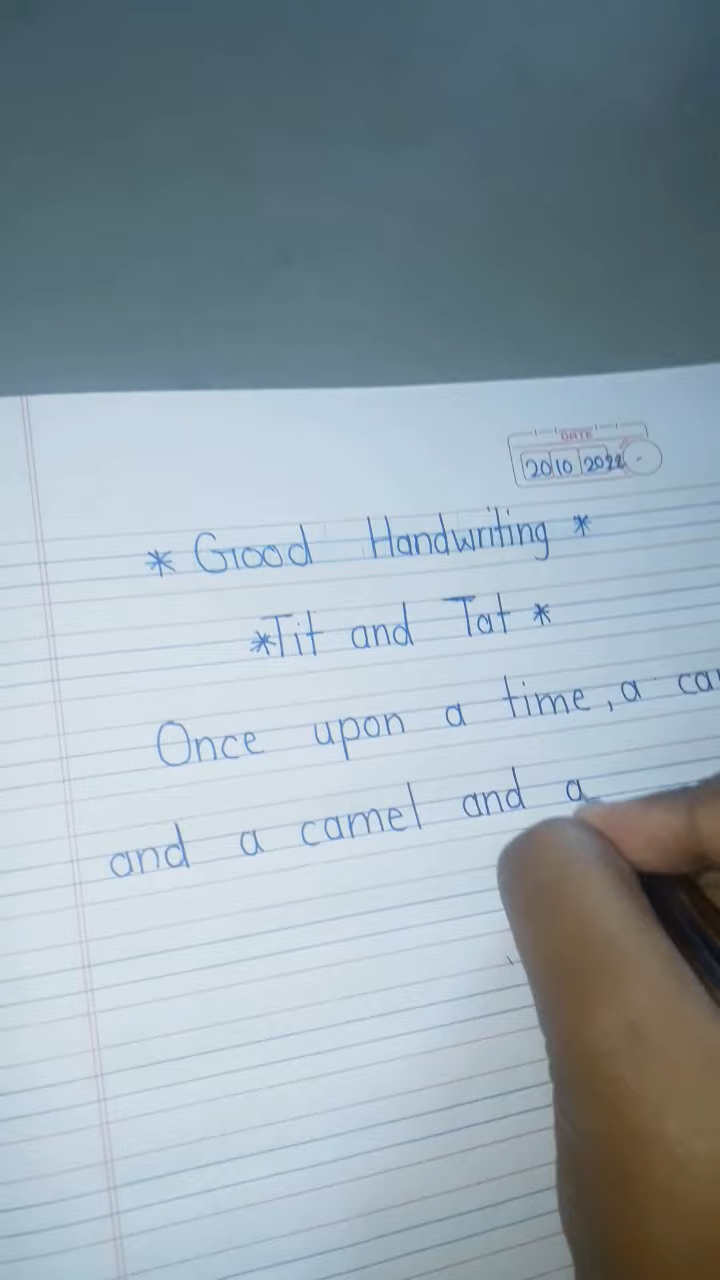 DATE
20 10 2022
* Good Handwriting *
*Tit and Tat *
Once upon a time, a
and a camel and a